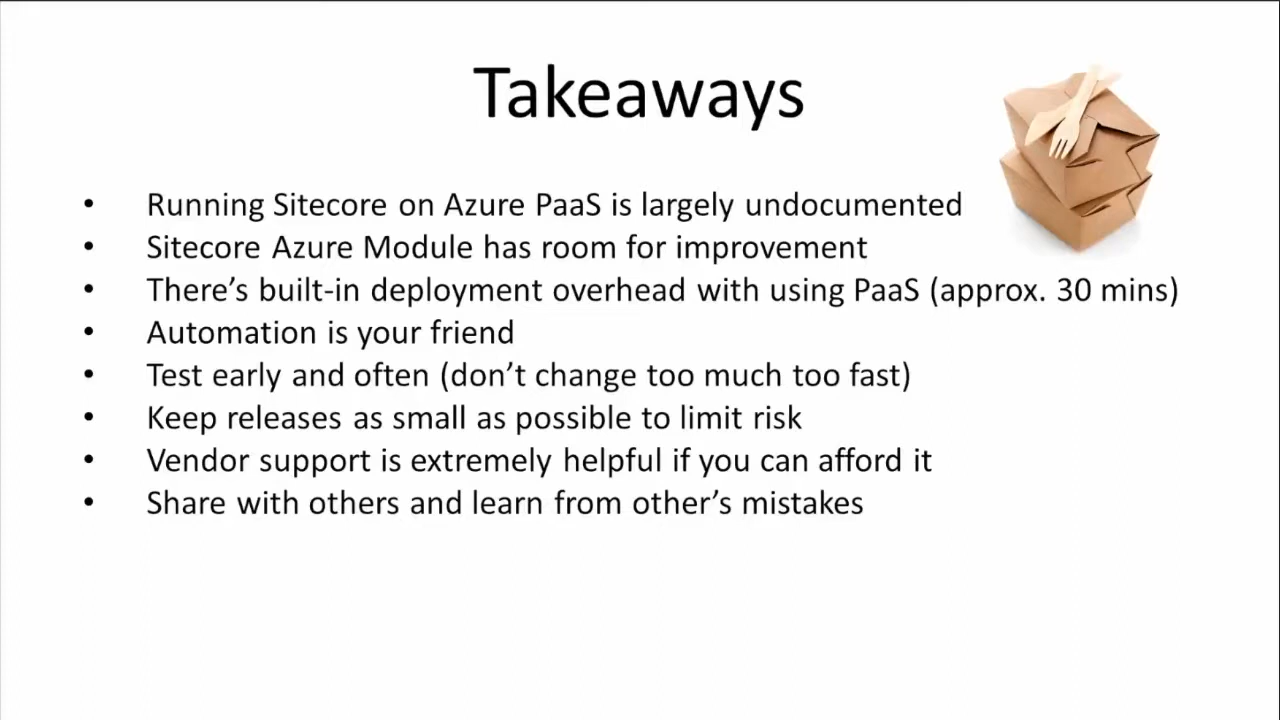 Takeaways
• Running Sitecore on Azure PaaS is largely undocumented
• Sitecore Azure Module has room for improvement
• There’s built-in deployment overhead with using PaaS (approx. 30 mins)
• Automation is your friend
• Test early and often (don’t change too much too fast)
• Keep releases as small as possible to limit risk
• Vendor support is extremely helpful if you can afford it
• Share with others and learn from other’s mistakes